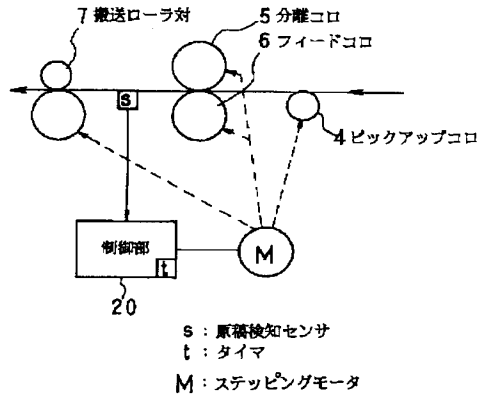 7 搬送ローラ対
5 分離コロ
6 フィードコロ
s
4 ピックアップコロ
制御部
t
M
20
s : 原稿検知センサ
t : タイマ
M : ステッピングモータ